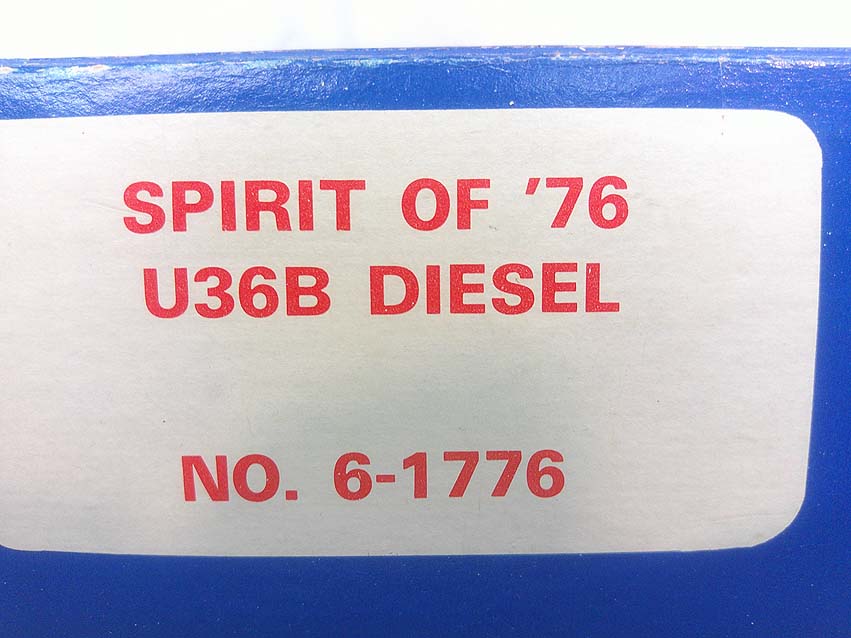 SPIRIT OF '76
U36B DIESEL
NO. 6-1776